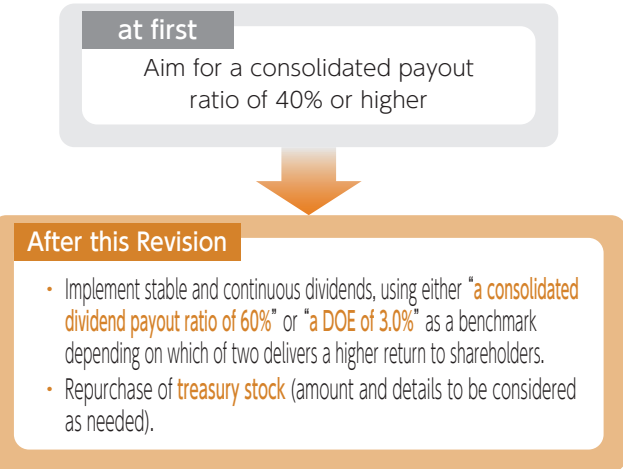 at first
Aim for a consolidated payout
ratio of 40% or higher
After this Revision
・ Implement stable and continuous dividends, using either “a consolidated
dividend payout ratio of 60%” or “a DOE of 3.0%” as a benchmark
depending on which of two delivers a higher return to shareholders.
・ Repurchase of treasury stock (amount and details to be considered
as needed).